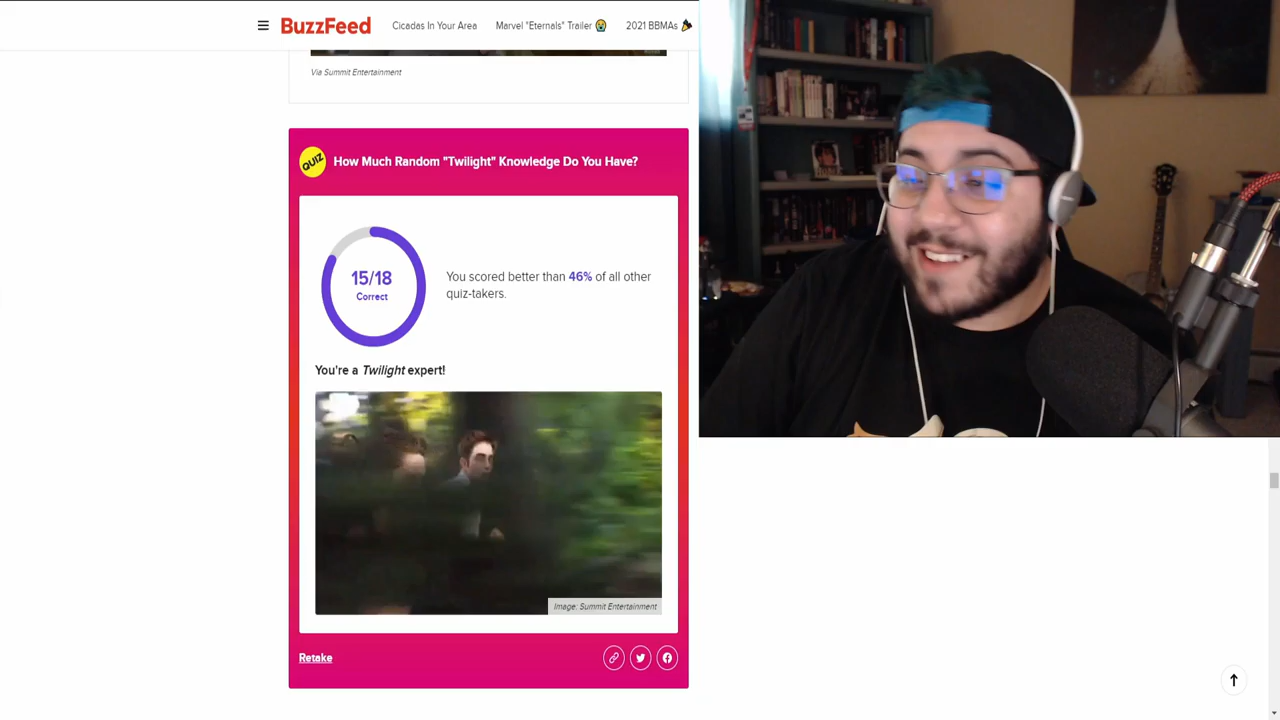 BuzzFeed
Cicadas In Your Area
Marvel "Eternals" Trailer 😭
2021 BBMAs 🎤
Via Summit Entertainment
QUIZ
How Much Random "Twilight" Knowledge Do You Have?
15/18
Correct
You scored better than 46% of all other
quiz-takers.
You're a Twilight expert!
Image: Summit Entertainment
Retake